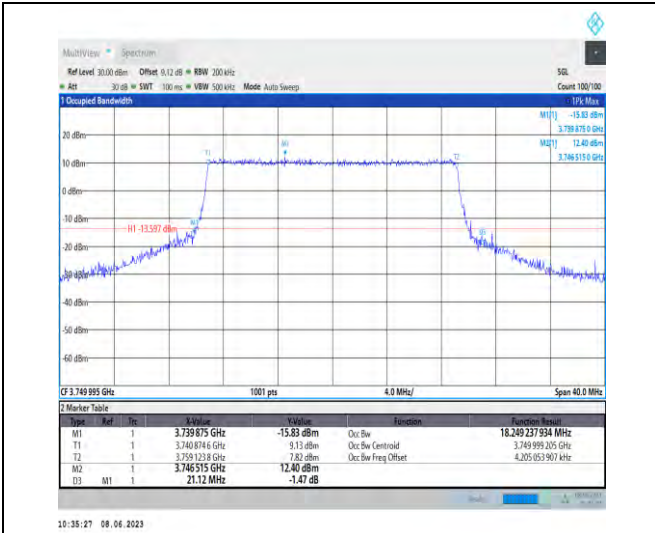 MultiView Spectrum
Ref Level 30.00 dBm Offset 9.12 dB RBW 200 kHz SGL
Att 30 dB SWT 100 ms VBW 500 kHz Mode Auto Sweep Count 100/100
1 Occupied Bandwidth 1Pk Max
M1[1] -15.83 dBm
3.739 875 0 GHz
20 dBm M2[1] 12.40 dBm
3.746 515 0 GHz
T1 T2
10 dBm
0 dBm
-10 dBm
H1 -13.597 dBm
-20 dBm
-40 dBm
-50 dBm
-60 dBm
CF 3.749 995 GHz 1001 pts 4.0 MHz/ Span 40.0 MHz
2 Marker Table
Type Ref Trc X-Value Y-Value Function Function Result
M1 1 3.739 875 GHz -15.83 dBm Occ Bw 18.249 237 934 MHz
T1 1 3.740 874 6 GHz 9.13 dBm Occ Bw Centroid 3.749 999 205 GHz
T2 1 3.759 123 8 GHz 7.82 dBm Occ Bw Freq Offset 4.205 053 907 kHz
M2 1 3.746 515 GHz 12.40 dBm
D3 M1 1 21.12 MHz -1.47 dB
10:35:27 08.06.2023